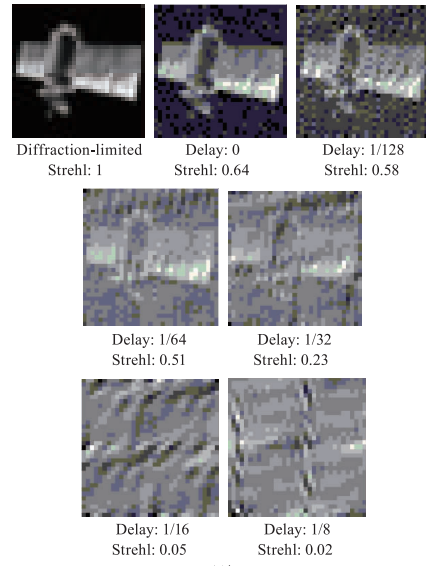 Diffraction-limited
Strehl: 1
Delay: 0
Strehl: 0.64
Delay: 1/128
Strehl: 0.58
Delay: 1/64
Strehl: 0.51
Delay: 1/32
Strehl: 0.23
Delay: 1/16
Strehl: 0.05
Delay: 1/8
Strehl: 0.02